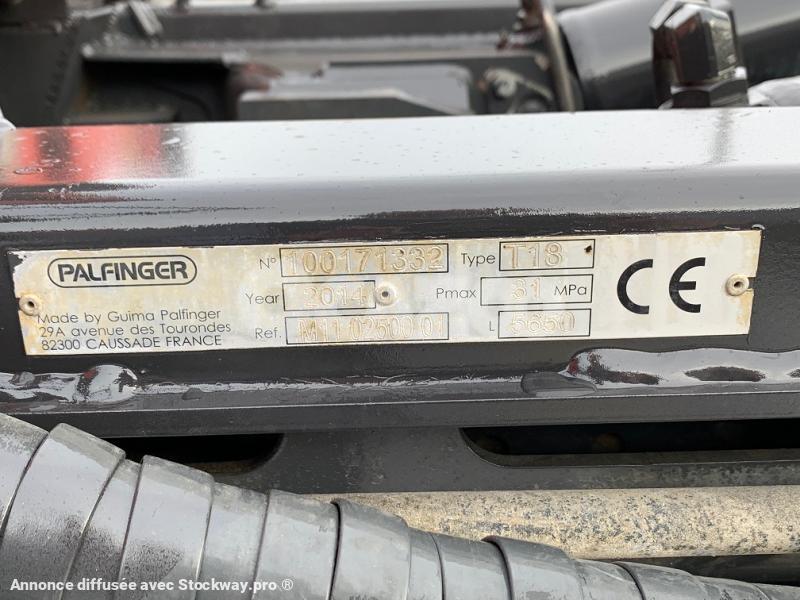 PALFINGER
Nº 100171332 Type T18
Year 2014 Pmax 31 MPa
Ref. M11 02500 01 L 5650
Made by Guima Palfinger
29A avenue des Tourondes
82300 CAUSSADE FRANCE
CE
Annonce diffusée avec Stockway.pro ®